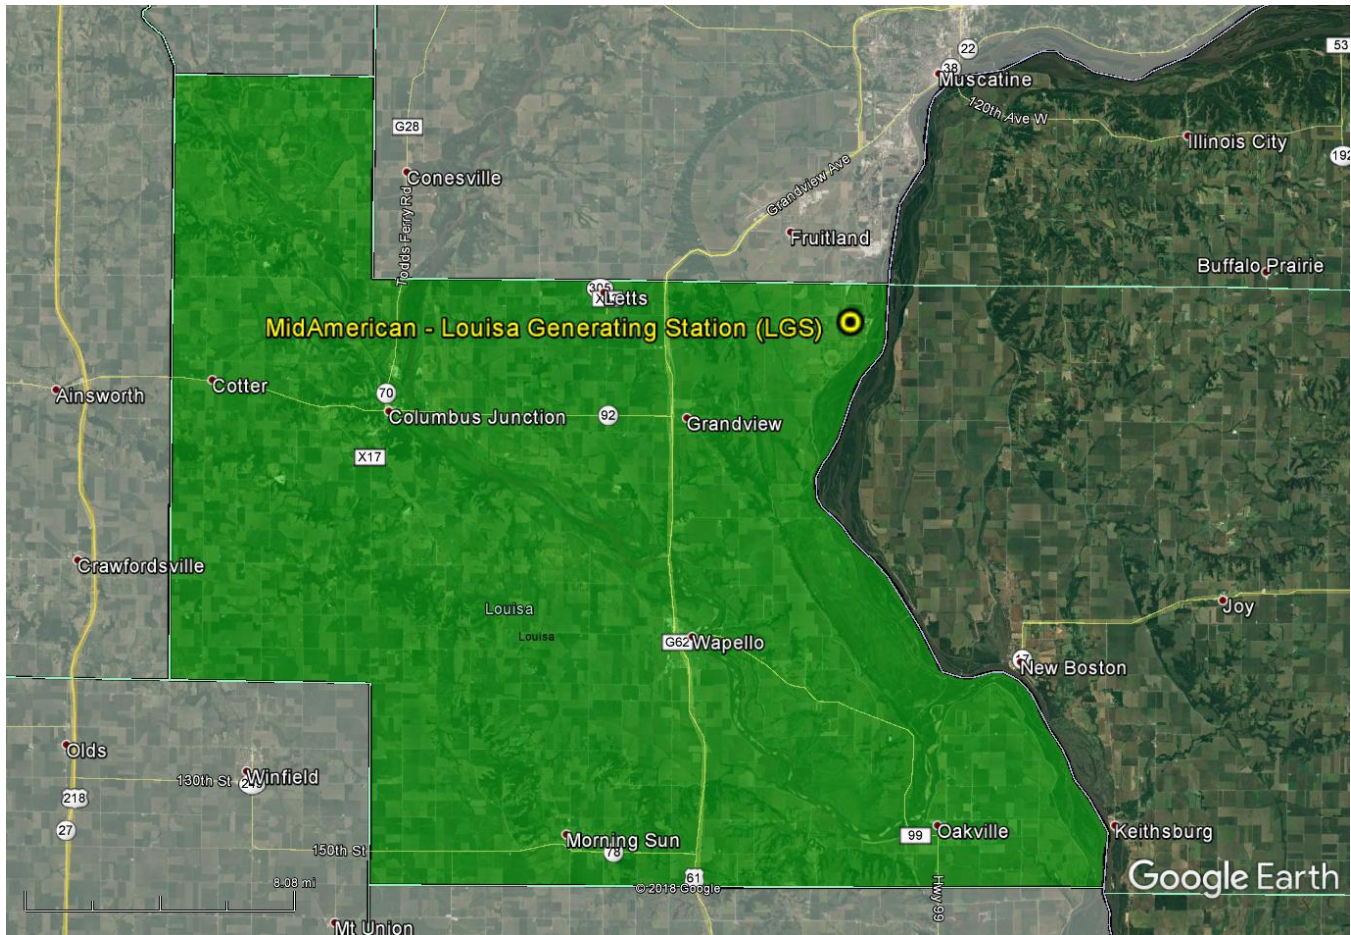 53
22
38
Muscatine
120th Ave W
G28
Illinois City
192
Conesville
Grandview Ave
Todds Ferry Rd
Fruitland
Buffalo Prairie
305
Letts
MidAmerican - Louisa Generating Station (LGS)
Ainsworth
Cotter
70
Columbus Junction
92
Grandview
X17
Crawfordsville
Louisa
Louisa
Joy
G62
Wapello
17
New Boston
Olds
130th St
Winfield
218
27
Morning Sun
99
Oakville
Keithsburg
150th St
78
8.08 mi
61
© 2018 Google
Hwy 99
Google Earth
Mt Union